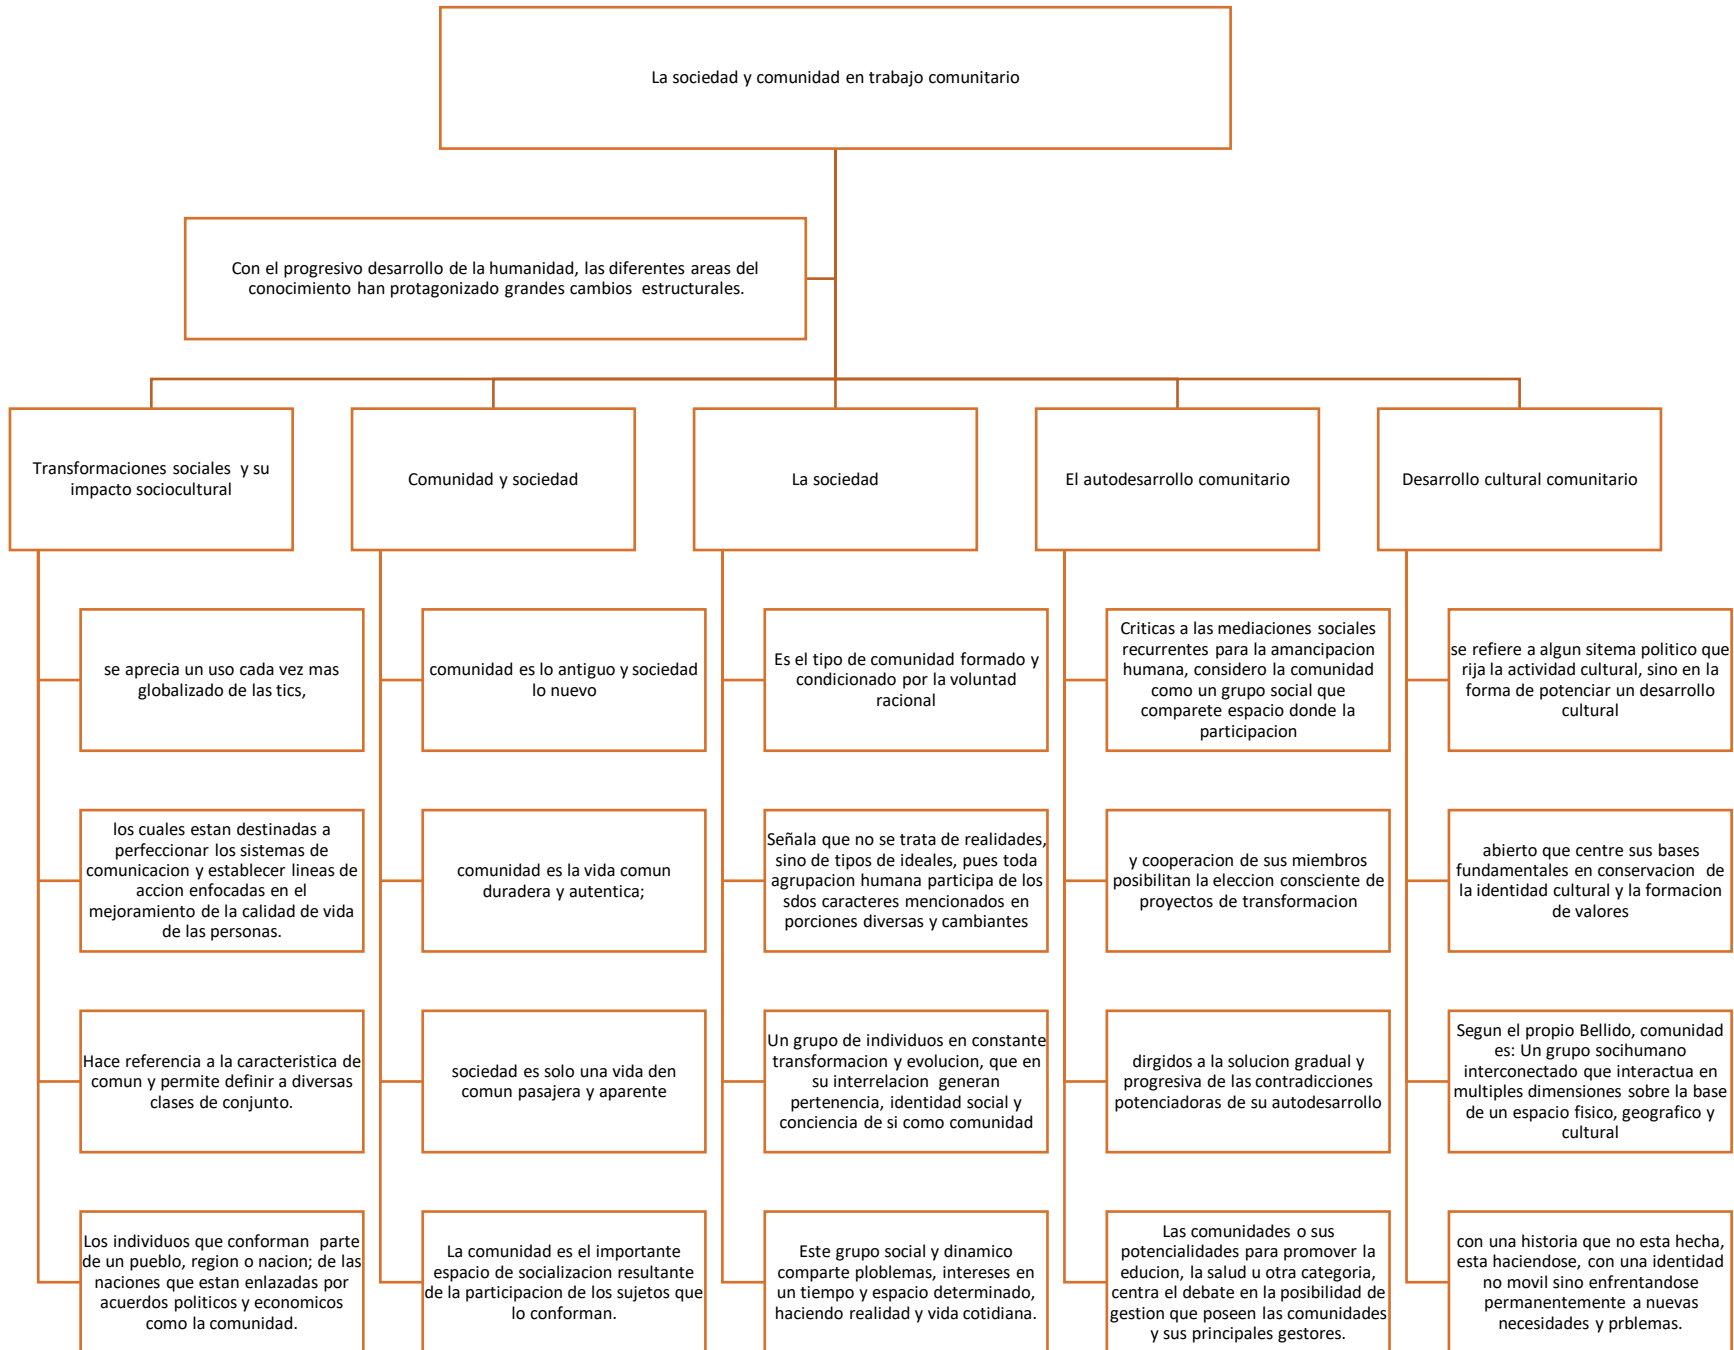 La sociedad y comunidad en trabajo comunitario
Con el progresivo desarrollo de la humanidad, las diferentes areas del
conocimiento han protagonizado grandes cambios estructurales.
Transformaciones sociales y su
impacto sociocultural
se aprecia un uso cada vez mas
globalizado de las tics,
los cuales estan destinadas a
perfeccionar los sistemas de
comunicacion y establecer lineas de
accion enfocadas en el
mejoramiento de la calidad de vida
de las personas.
Hace referencia a la caracteristica de
comun y permite definir a diversas
clases de conjunto.
Los individuos que conforman parte
de un pueblo, region o nacion; de las
naciones que estan enlazadas por
acuerdos politicos y economicos
como la comunidad.
Comunidad y sociedad
comunidad es lo antiguo y sociedad
lo nuevo
comunidad es la vida comun
duradera y autentica;
sociedad es solo una vida den
comun pasajera y aparente
La comunidad es el importante
espacio de socializacion resultante
de la participacion de los sujetos que
lo conforman.
La sociedad
Es el tipo de comunidad formado y
condicionado por la voluntad
racional
Señala que no se trata de realidades,
sino de tipos de ideales, pues toda
agrupacion humana participa de los
sdos caracteres mencionados en
porciones diversas y cambiantes
Un grupo de individuos en constante
transformacion y evolucion, que en
su interrelacion generan
pertenencia, identidad social y
conciencia de si como comunidad
Este grupo social y dinamico
comparte ploblemas, intereses en
un tiempo y espacio determinado,
haciendo realidad y vida cotidiana.
El autodesarrollo comunitario
Criticas a las mediaciones sociales
recurrentes para la amancipacion
humana, considero la comunidad
como un grupo social que
comparete espacio donde la
participacion
y cooperacion de sus miembros
posibilitan la eleccion consciente de
proyectos de transformacion
dirgidos a la solucion gradual y
progresiva de las contradicciones
potenciadoras de su autodesarrollo
Las comunidades o sus
potencialidades para promover la
educion, la salud u otra categoria,
centra el debate en la posibilidad de
gestion que poseen las comunidades
y sus principales gestores.
Desarrollo cultural comunitario
se refiere a algun sitema politico que
rija la actividad cultural, sino en la
forma de potenciar un desarrollo
cultural
abierto que centre sus bases
fundamentales en conservacion de
la identidad cultural y la formacion
de valores
Segun el propio Bellido, comunidad
es: Un grupo socihumano
interconectado que interactua en
multiples dimensiones sobre la base
de un espacio fisico, geografico y
cultural
con una historia que no esta hecha,
esta haciendose, con una identidad
no movil sino enfrentandose
permanentemente a nuevas
necesidades y prblemas.